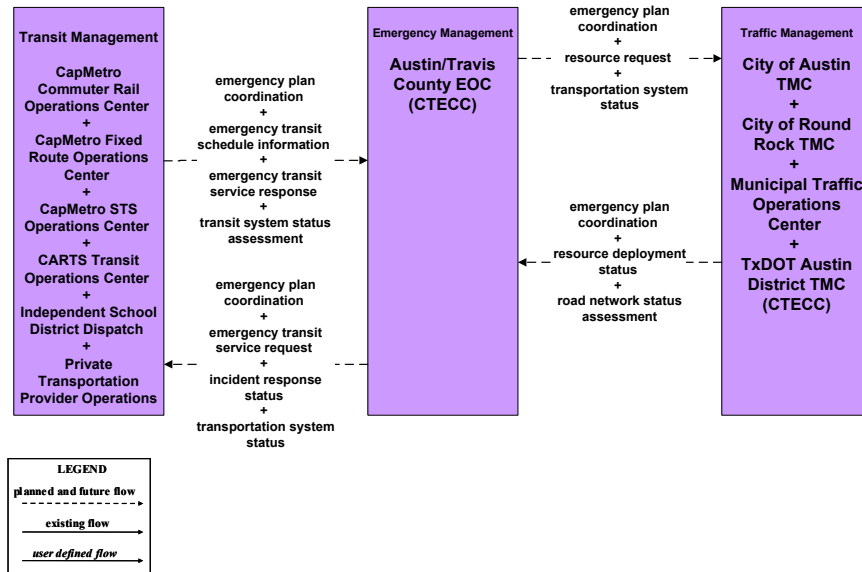 Transit Management
CapMetro
Commuter Rail
Operations Center
+
CapMetro Fixed
Route Operations
Center
+
CapMetro STS
Operations Center
+
CARTS Transit
Operations Center
+
Independent School
District Dispatch
+
Private
Transportation
Provider Operations
emergency plan
coordination
+
emergency transit
schedule information
+
emergency transit
service response
+
transit system status
assessment
emergency plan
coordination
+
emergency transit
service request
+
incident response
status
+
transportation system
status
Emergency Management
Austin/Travis
County EOC
(CTECC)
emergency plan
coordination
+
resource request
+
transportation system
status
emergency plan
coordination
+
resource deployment
status
+
road network status
assessment
Traffic Management
City of Austin
TMC
+
City of Round
Rock TMC
+
Municipal Traffic
Operations
Center
+
TxDOT Austin
District TMC
(CTECC)
LEGEND
planned and future flow
existing flow
user defined flow